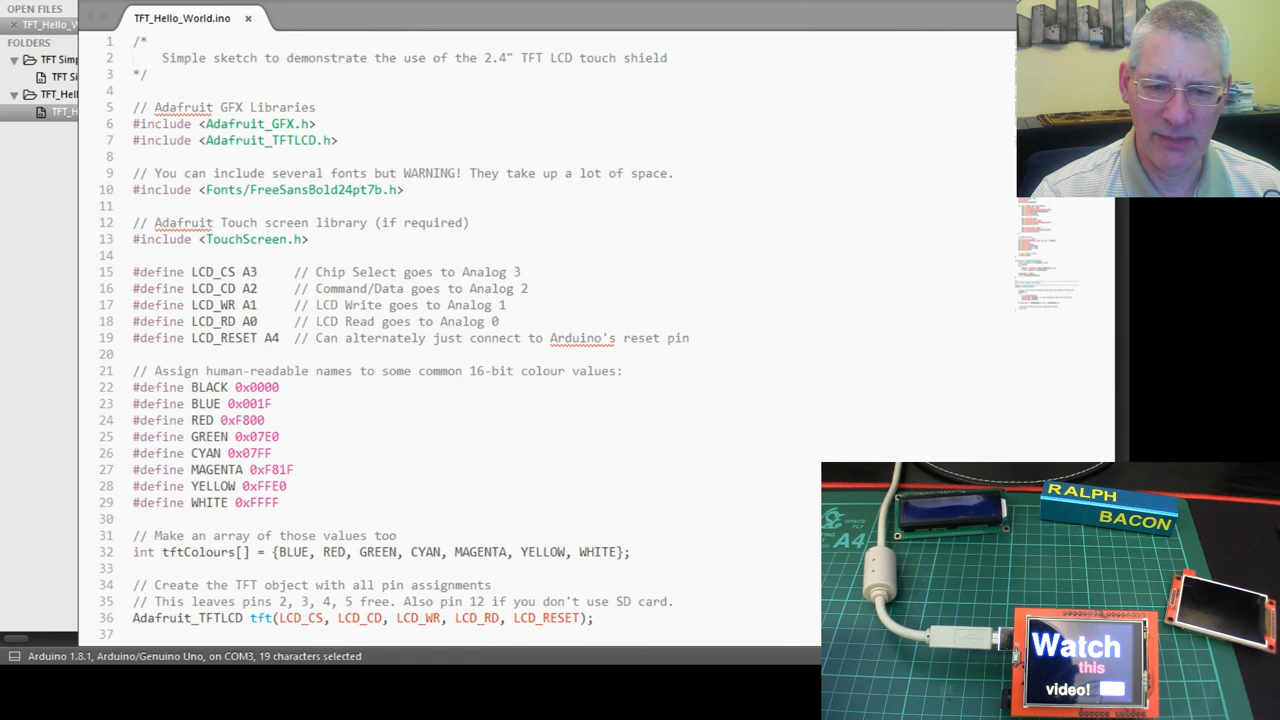 OPEN FILES
TFT_Hello_W
FOLDERS
TFT Simp
TFT Si
TFT_Hell
TFT_H
TFT_Hello_World.ino
1 /*
2 Simple sketch to demonstrate the use of the 2.4" TFT LCD touch shield
3 */
4
5 // Adafruit GFX Libraries
6 #include <Adafruit_GFX.h>
7 #include <Adafruit_TFTLCD.h>
8
9 // You can include several fonts but WARNING! They take up a lot of space.
10 #include <Fonts/FreeSansBold24pt7b.h>
11
12 // Adafruit Touch screen library (if required)
13 #include <TouchScreen.h>
14
15 #define LCD_CS A3 // Chip Select goes to Analog 3
16 #define LCD_CD A2 // Command/Data goes to Analog 2
17 #define LCD_WR A1 // LCD Write goes to Analog 1
18 #define LCD_RD A0 // LCD Read goes to Analog 0
19 #define LCD_RESET A4 // Can alternately just connect to Arduino's reset pin
20
21 // Assign human-readable names to some common 16-bit colour values:
22 #define BLACK 0x0000
23 #define BLUE 0x001F
24 #define RED 0xF800
25 #define GREEN 0x07E0
26 #define CYAN 0x07FF
27 #define MAGENTA 0xF81F
28 #define YELLOW 0xFFE0
29 #define WHITE 0xFFFF
30
31 // Make an array of those values too
32 int tftColours[] = {BLUE, RED, GREEN, CYAN, MAGENTA, YELLOW, WHITE};
33
34 // Create the TFT object with all pin assignments
35 // This leaves pins 2, 3, 4, 5 free. Also pin 12 if you don't use SD card.
36 Adafruit_TFTLCD tft(LCD_CS, LCD_CD, LCD_WR, LCD_RD, LCD_RESET);
37
Arduino 1.8.1, Arduino/Genuino Uno, on COM3, 19 characters selected
A4
RALPH
BACON
Watch
this
video!